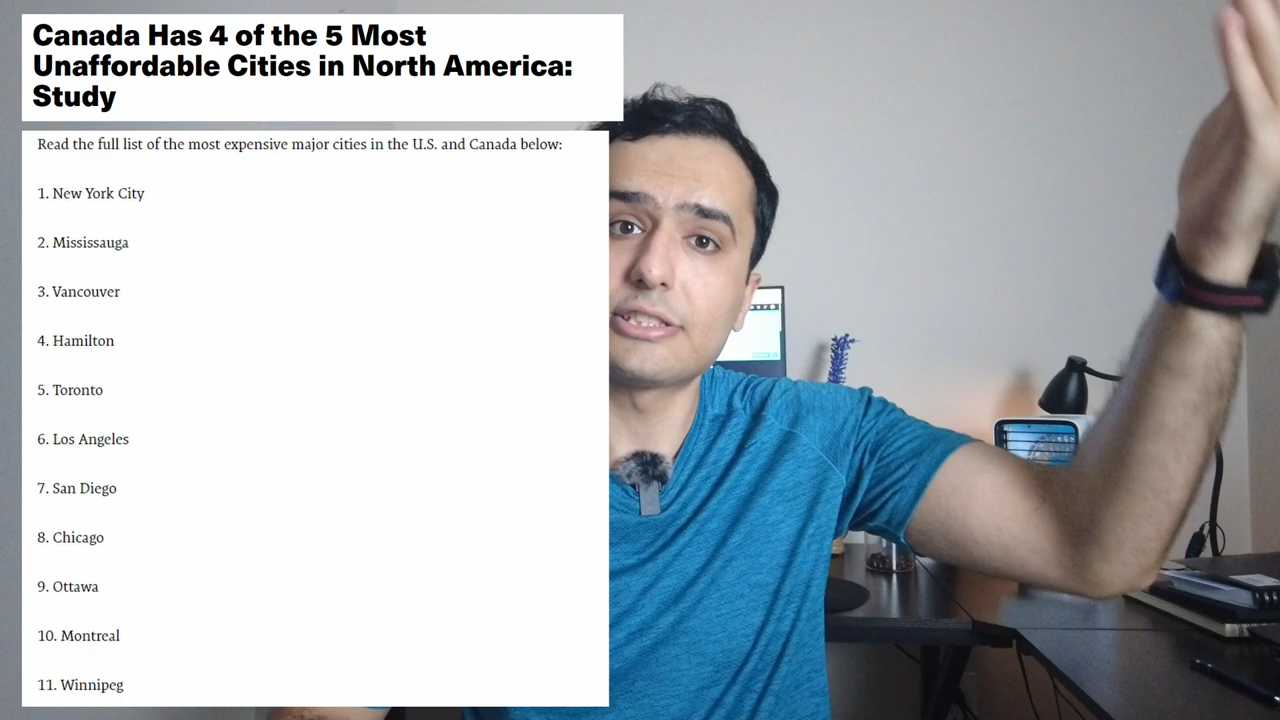 Canada Has 4 of the 5 Most
Unaffordable Cities in North America:
Study
Read the full list of the most expensive major cities in the U.S. and Canada below:
1. New York City
2. Mississauga
3. Vancouver
4. Hamilton
5. Toronto
6. Los Angeles
7. San Diego
8. Chicago
9. Ottawa
10. Montreal
11. Winnipeg